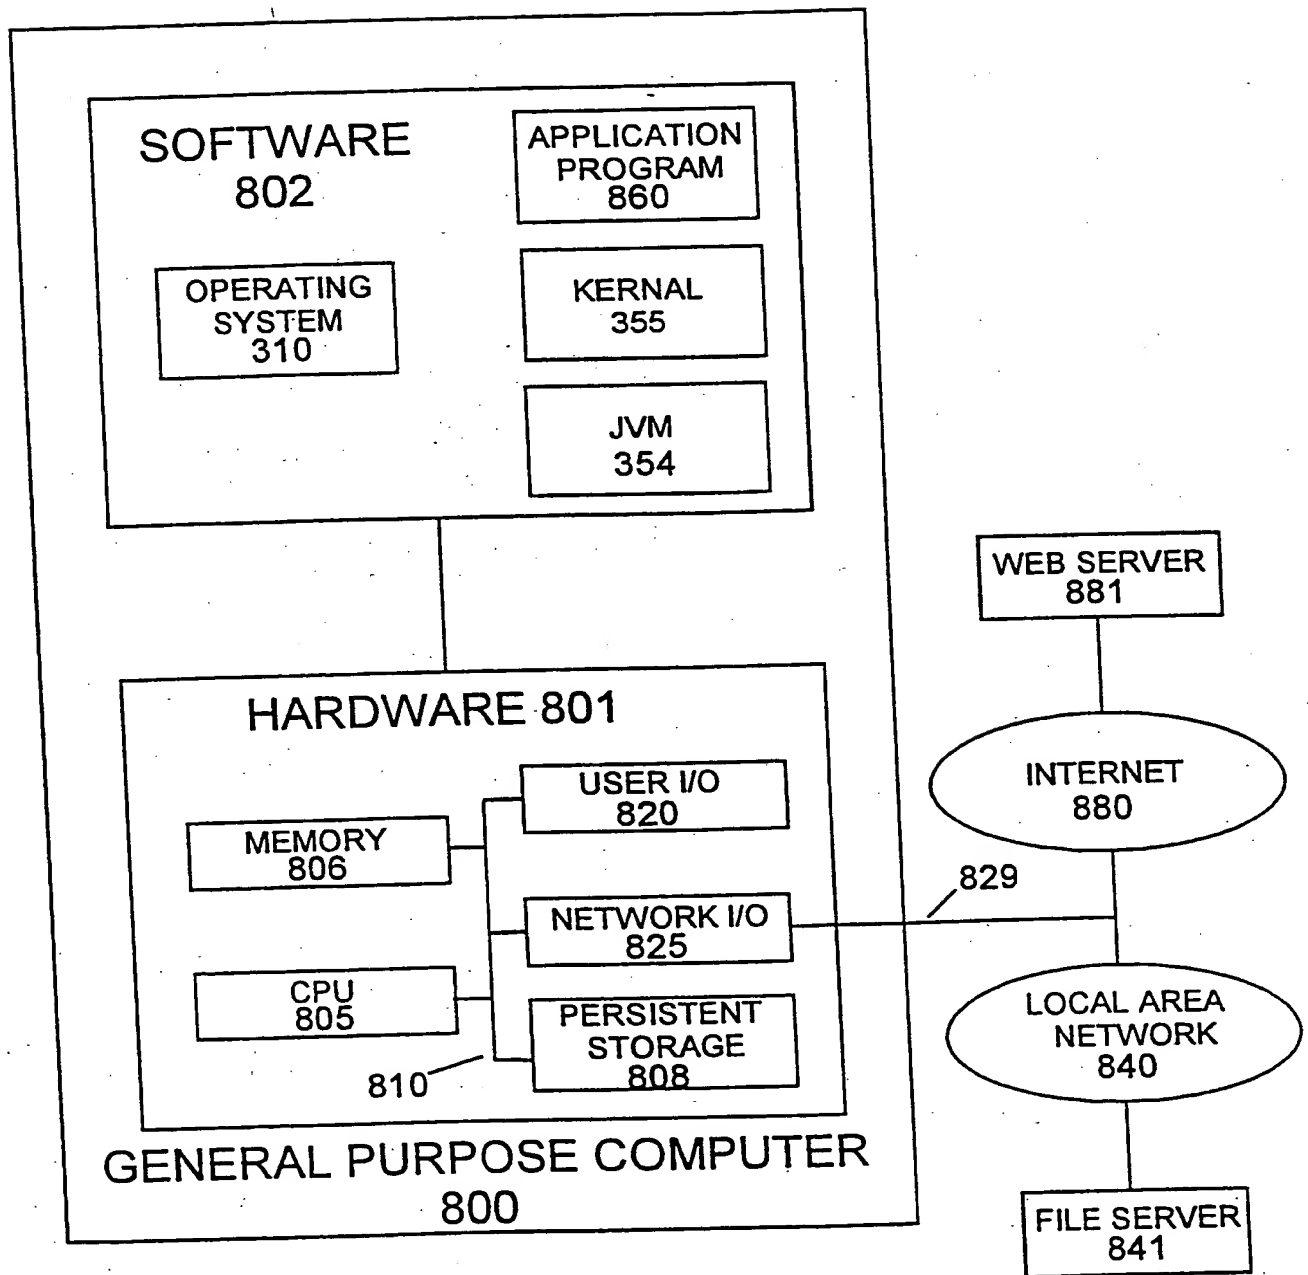 SOFTWARE
802
APPLICATION
PROGRAM
860
OPERATING
SYSTEM
310
KERNAL
355
JVM
354
HARDWARE 801
USER I/O
820
MEMORY
806
NETWORK I/O
825
CPU
805
PERSISTENT
STORAGE
808
810
GENERAL PURPOSE COMPUTER
800
WEB SERVER
881
INTERNET
880
829
LOCAL AREA
NETWORK
840
FILE SERVER
841